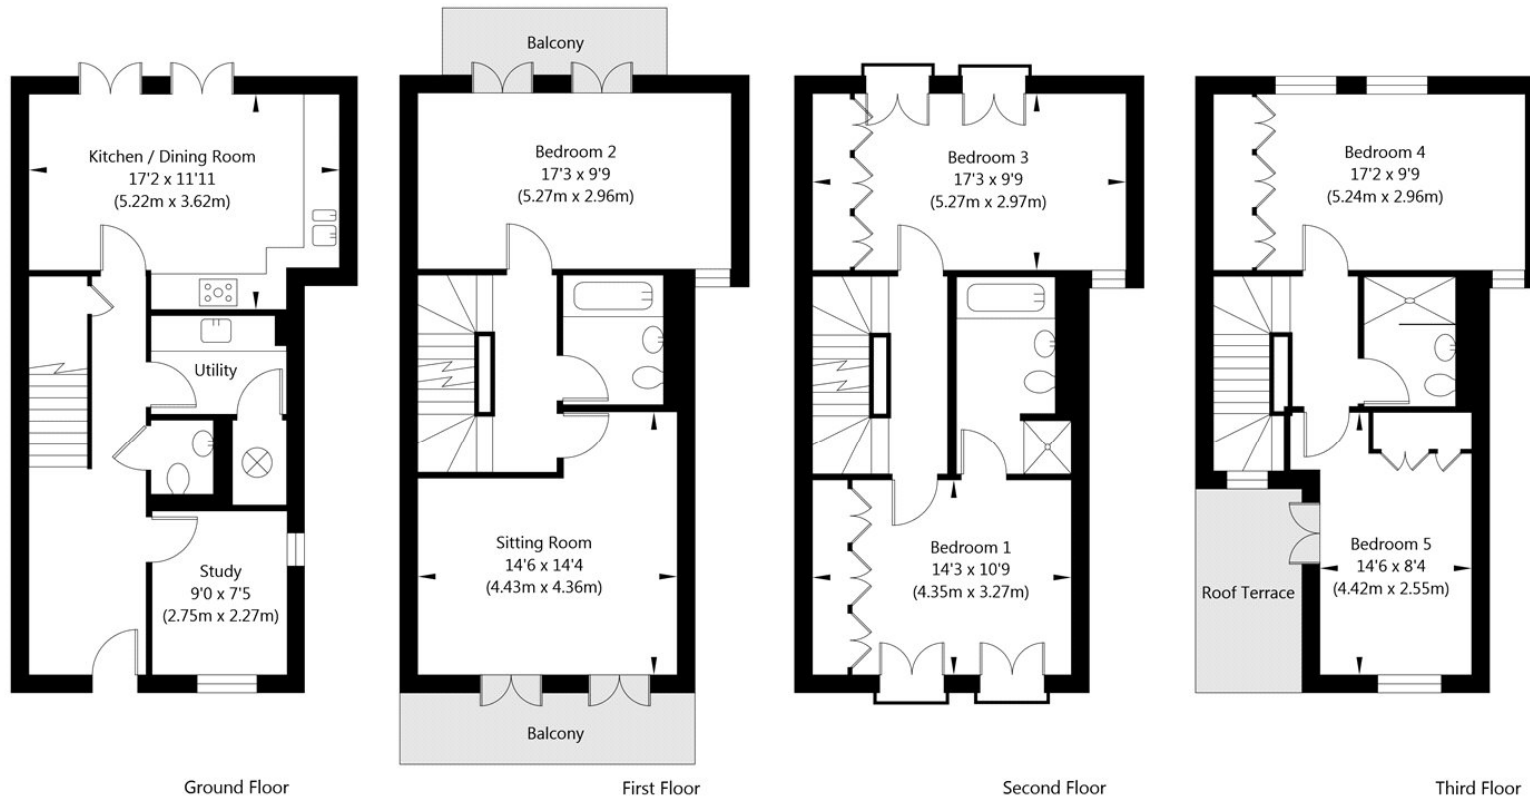 Kitchen / Dining Room
17'2 x 11'11
(5.22m x 3.62m)
Utility
Study
9'0 x 7'5
(2.75m x 2.27m)
Ground Floor
Balcony
Bedroom 2
17'3 x 9'9
(5.27m x 2.96m)
Sitting Room
14'6 x 14'4
(4.43m x 4.36m)
Balcony
First Floor
Bedroom 3
17'3 x 9'9
(5.27m x 2.97m)
Bedroom 1
14'3 x 10'9
(4.35m x 3.27m)
Second Floor
Bedroom 4
17'2 x 9'9
(5.24m x 2.96m)
Bedroom 5
14'6 x 8'4
(4.42m x 2.55m)
Roof Terrace
Third Floor